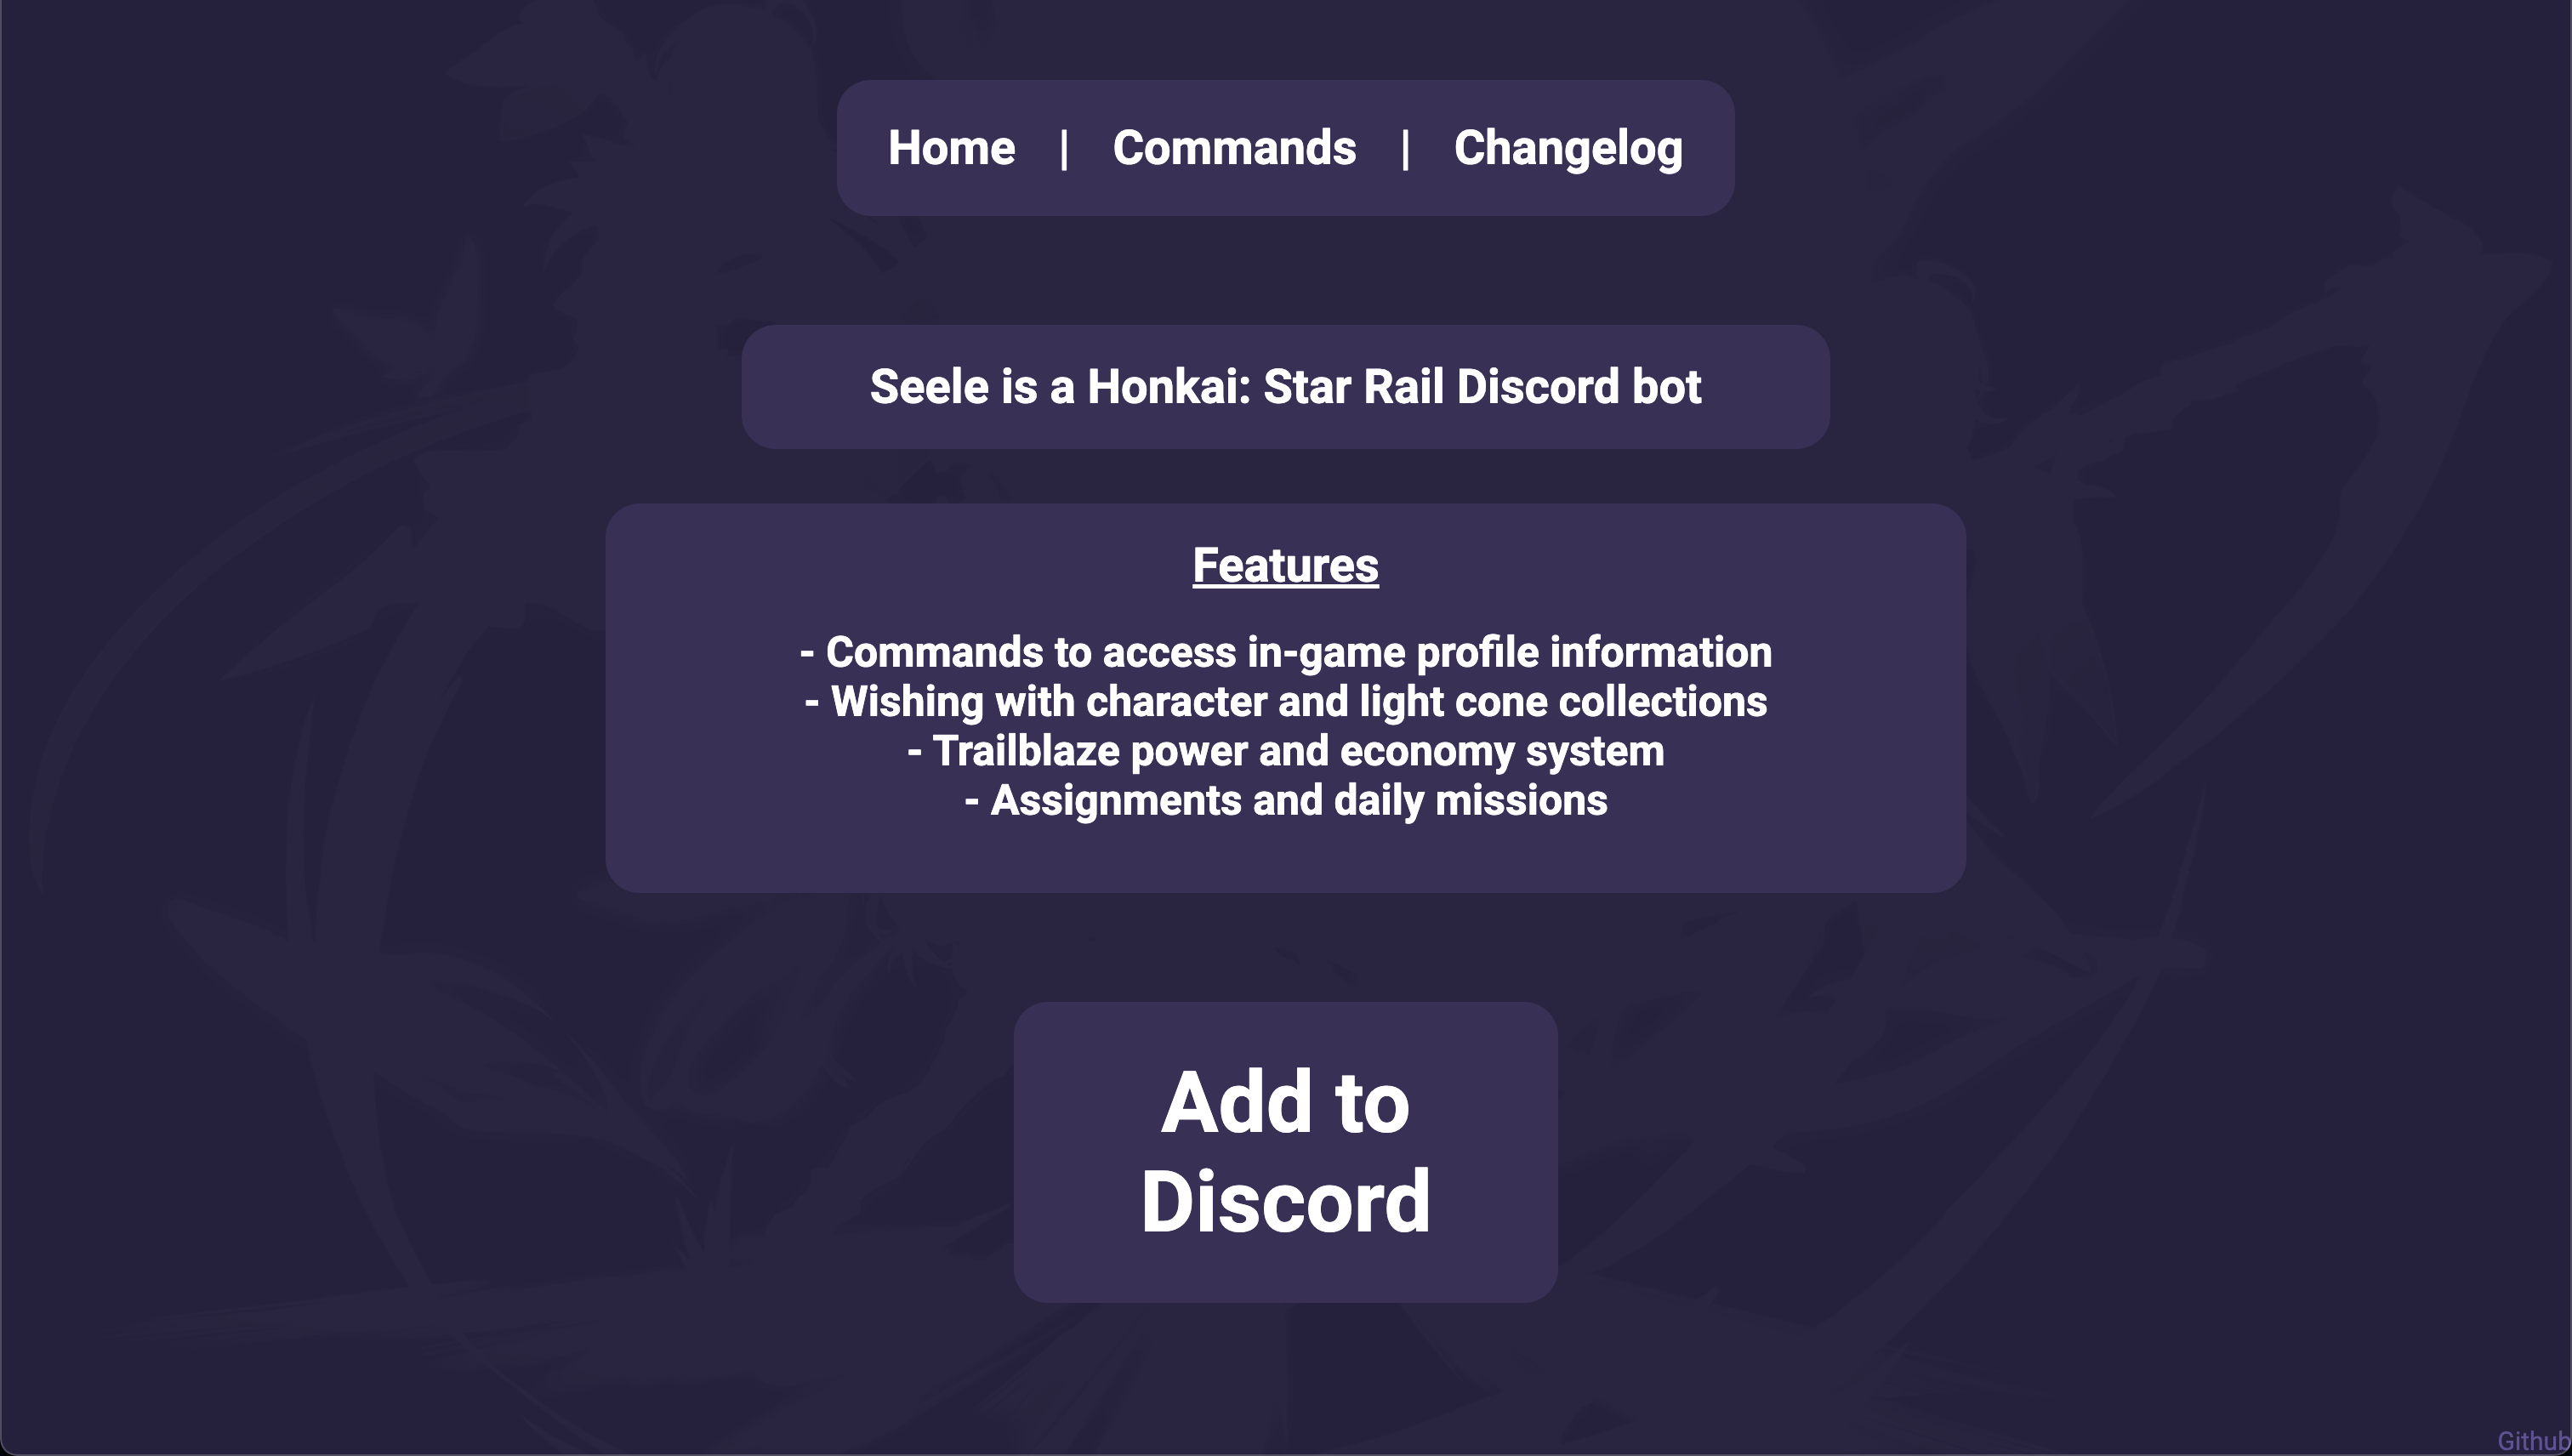 Home | Commands | Changelog
Seele is a Honkai: Star Rail Discord bot
Features
- Commands to access in-game profile information
- Wishing with character and light cone collections
- Trailblaze power and economy system
- Assignments and daily missions
Add to
Discord
Github